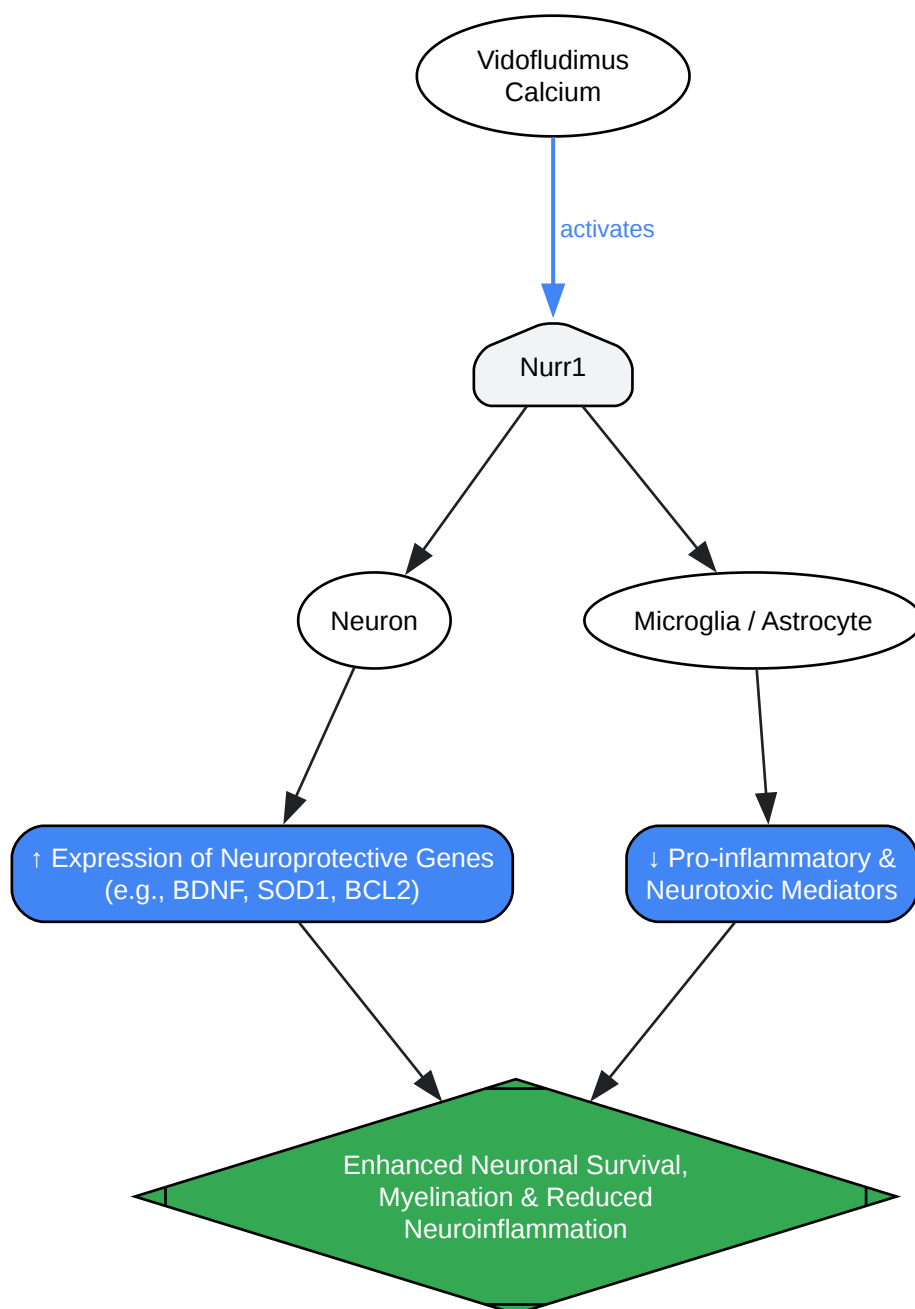 Vidofludimus
Calcium
activates
Nurr1
Neuron
Microglia / Astrocyte
↑ Expression of Neuroprotective Genes
(e.g., BDNF, SOD1, BCL2)
↓ Pro-inflammatory &
Neurotoxic Mediators
Enhanced Neuronal Survival,
Myelination & Reduced
Neuroinflammation